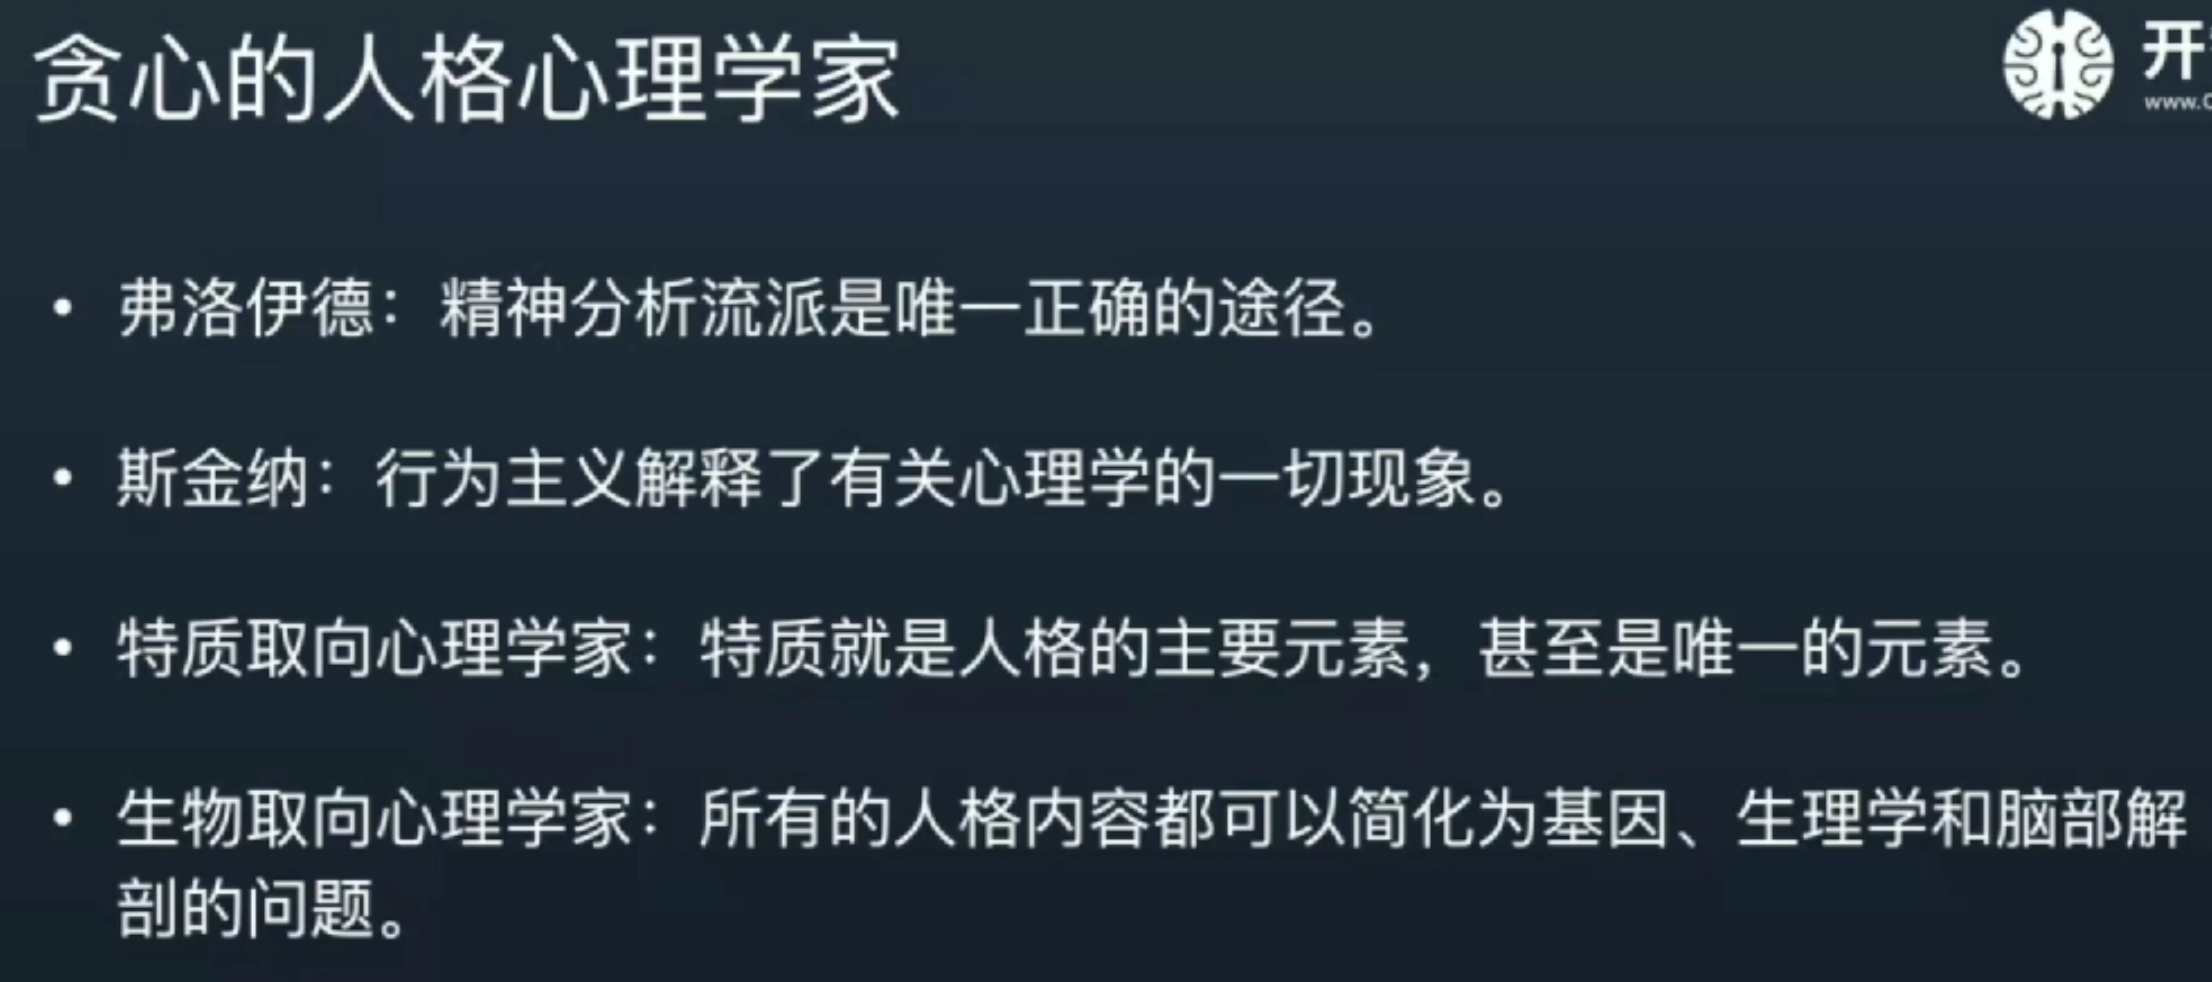 贪心的人格心理学家
开
www.
• 弗洛伊德：精神分析流派是唯一正确的途径。
• 斯金纳：行为主义解释了有关心理学的一切现象。
• 特质取向心理学家：特质就是人格的主要元素，甚至是唯一的元素。
• 生物取向心理学家：所有的人格内容都可以简化为基因、生理学和脑部解
剖的问题。